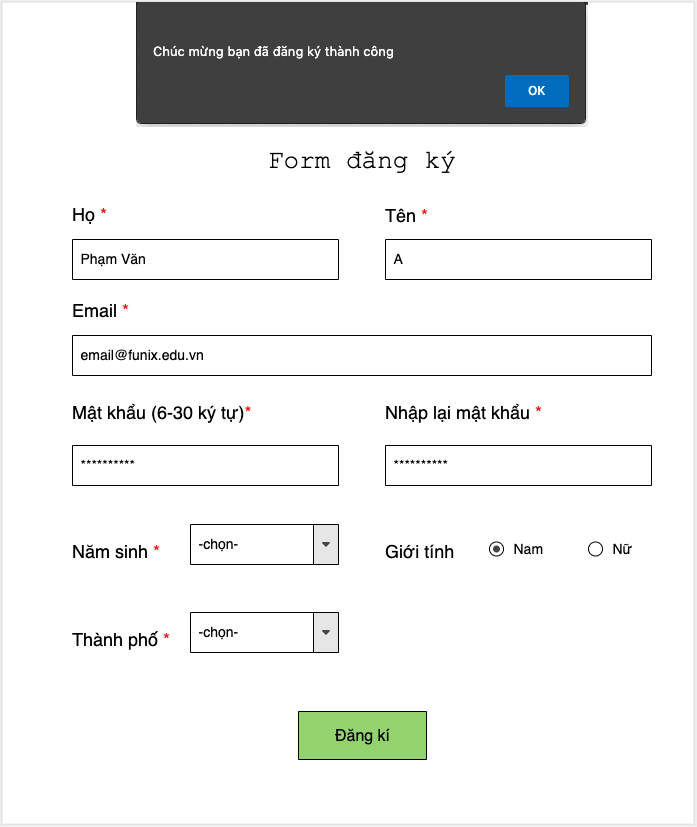 Chúc mừng bạn đã đăng ký thành công
OK
Form đăng ký
Họ *
Tên *
Phạm Văn
A
Email *
email@funix.edu.vn
Mật khẩu (6-30 ký tự)*
Nhập lại mật khẩu *
**********
**********
Năm sinh *
-chọn-
Giới tính
Nam
Nữ
Thành phố *
-chọn-
Đăng kí